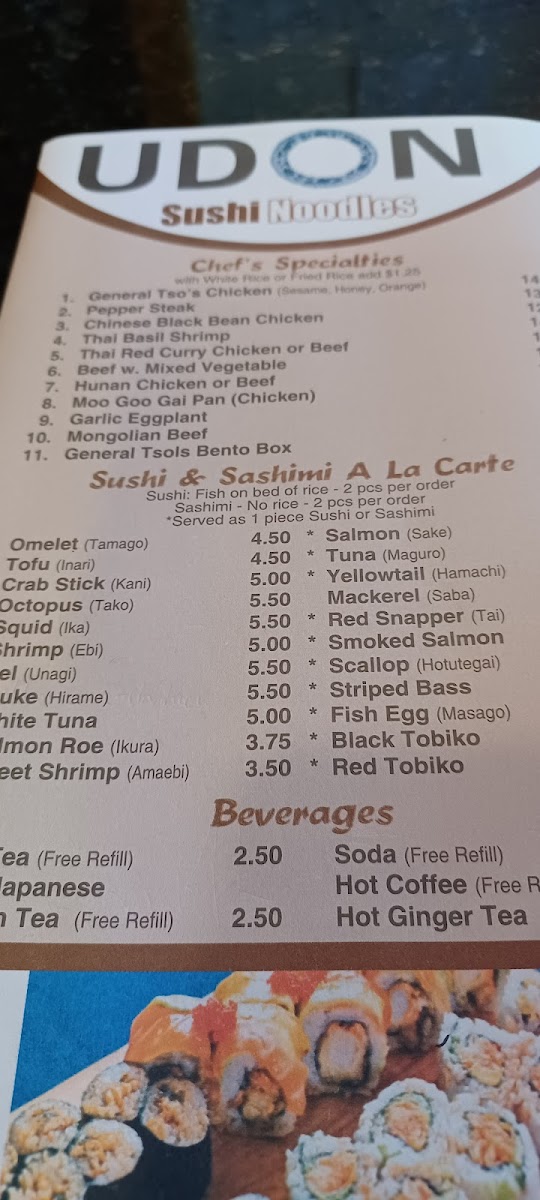 UDON
Sushi Noodles
Chef's Specialties
with White Rice or Fried Rice add $1.25
1. General Tso's Chicken (Sesame, Honey, Orange)
2. Pepper Steak
3. Chinese Black Bean Chicken
4. Thai Basil Shrimp
5. Thai Red Curry Chicken or Beef
6. Beef w. Mixed Vegetable
7. Hunan Chicken or Beef
8. Moo Goo Gai Pan (Chicken)
9. Garlic Eggplant
10. Mongolian Beef
11. General Tsols Bento Box
Sushi & Sashimi A La Carte
Sushi: Fish on bed of rice - 2 pcs per order
Sashimi - No rice - 2 pcs per order
*Served as 1 piece Sushi or Sashimi
Omelet (Tamago) 4.50 * Salmon (Sake)
Tofu (Inari) 4.50 * Tuna (Maguro)
Crab Stick (Kani) 5.00 * Yellowtail (Hamachi)
Octopus (Tako) 5.50 Mackerel (Saba)
Squid (Ika) 5.50 * Red Snapper (Tai)
Shrimp (Ebi) 5.00 * Smoked Salmon
el (Unagi) 5.50 * Scallop (Hotutegai)
uke (Hirame) 5.50 * Striped Bass
hite Tuna 5.00 * Fish Egg (Masago)
lmon Roe (Ikura) 3.75 * Black Tobiko
eet Shrimp (Amaebi) 3.50 * Red Tobiko
Beverages
Tea (Free Refill) 2.50 Soda (Free Refill)
Japanese Hot Coffee (Free R
n Tea (Free Refill) 2.50 Hot Ginger Tea